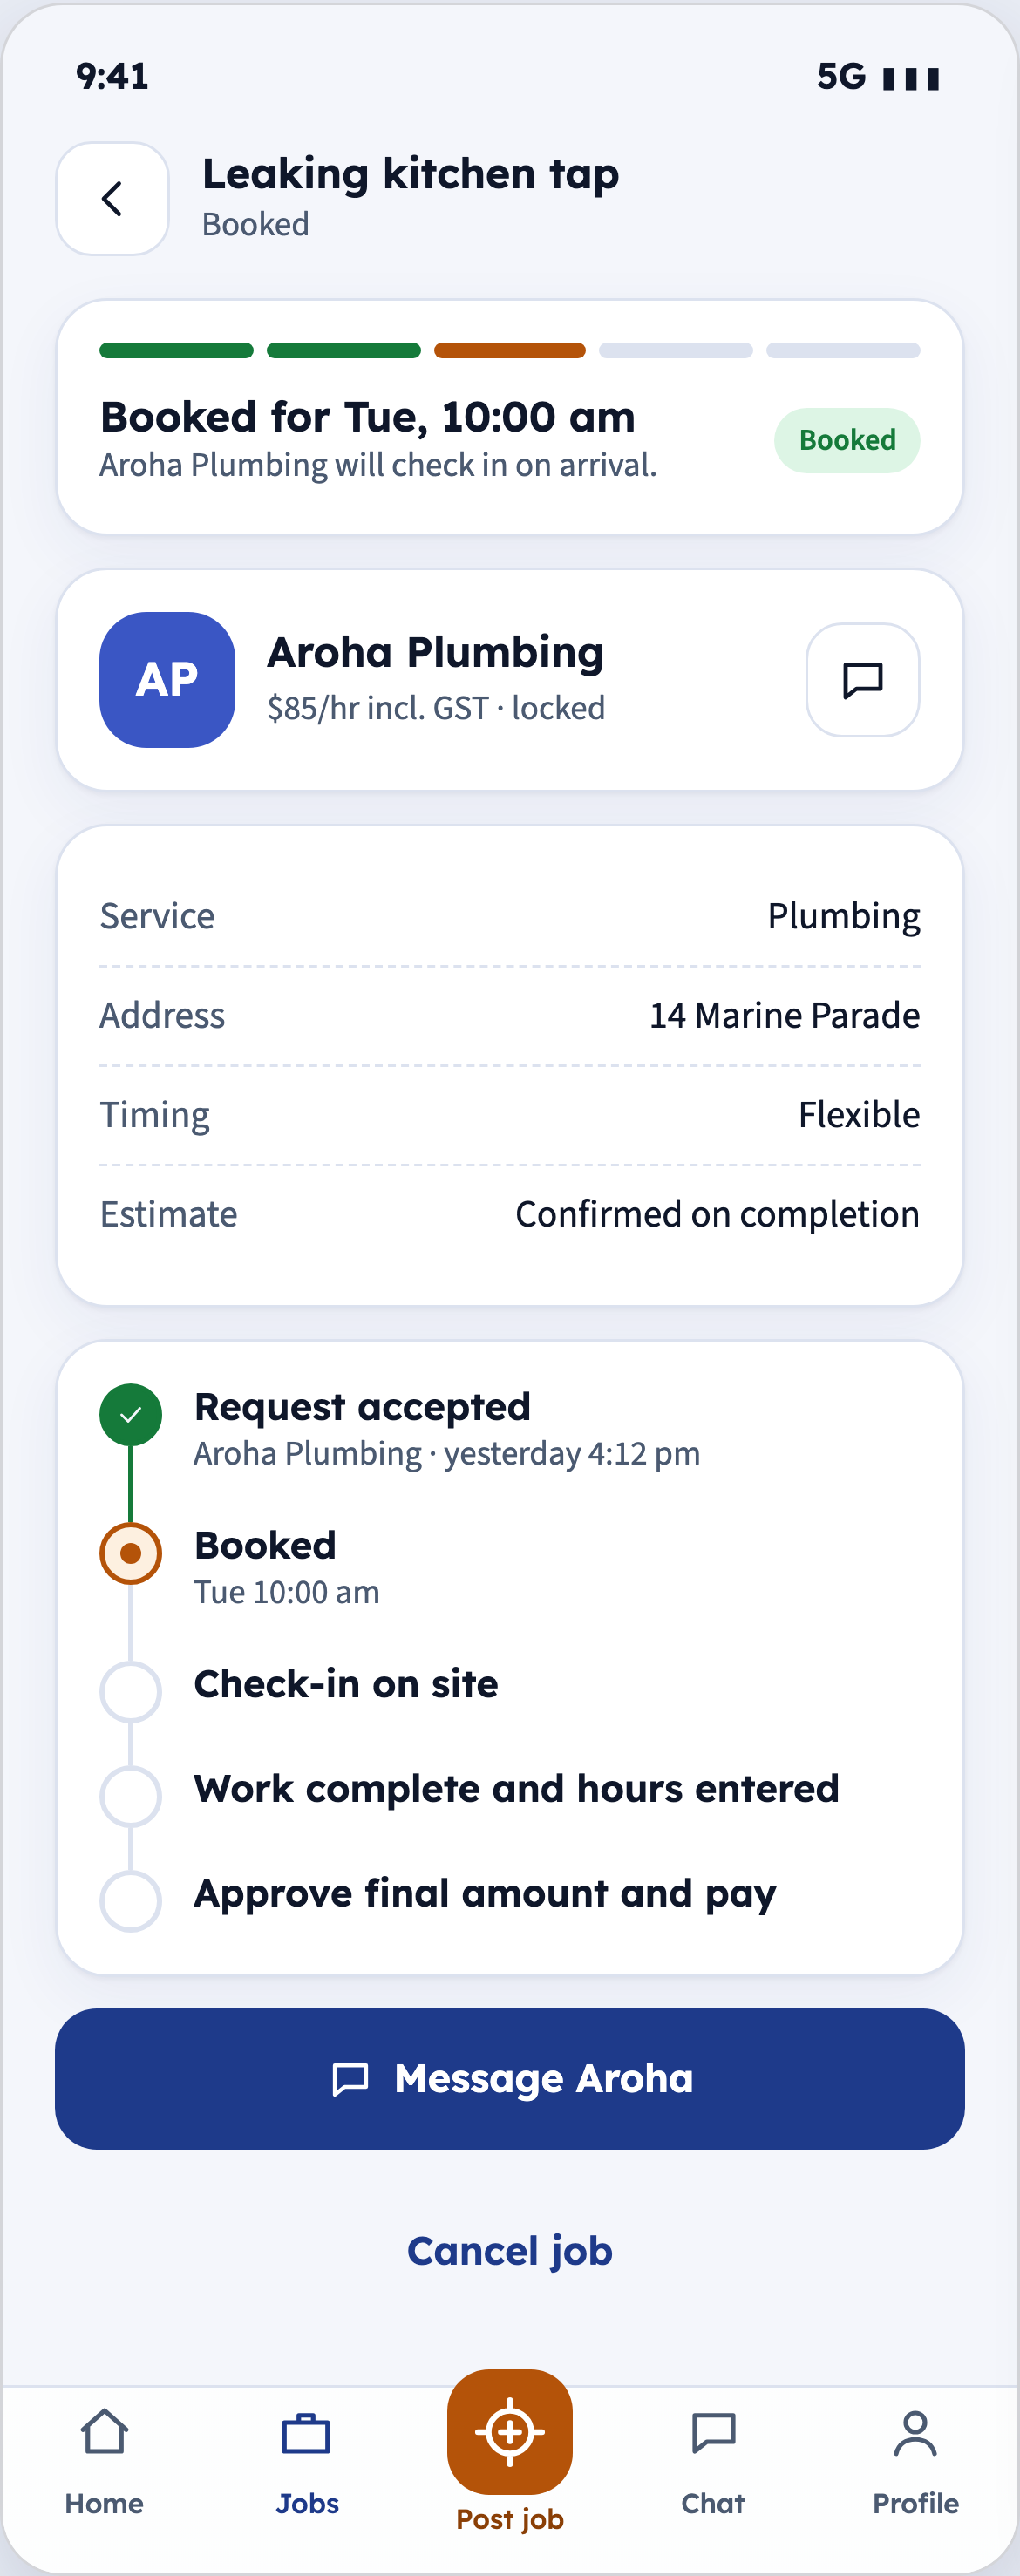 9:41
5G
Leaking kitchen tap
Booked
Booked for Tue, 10:00 am
Aroha Plumbing will check in on arrival.
Booked
AP
Aroha Plumbing
$85/hr incl. GST · locked
Service
Plumbing
Address
14 Marine Parade
Timing
Flexible
Estimate
Confirmed on completion
Request accepted
Aroha Plumbing · yesterday 4:12 pm
Booked
Tue 10:00 am
Check-in on site
Work complete and hours entered
Approve final amount and pay
Message Aroha
Cancel job
Home
Jobs
Post job
Chat
Profile